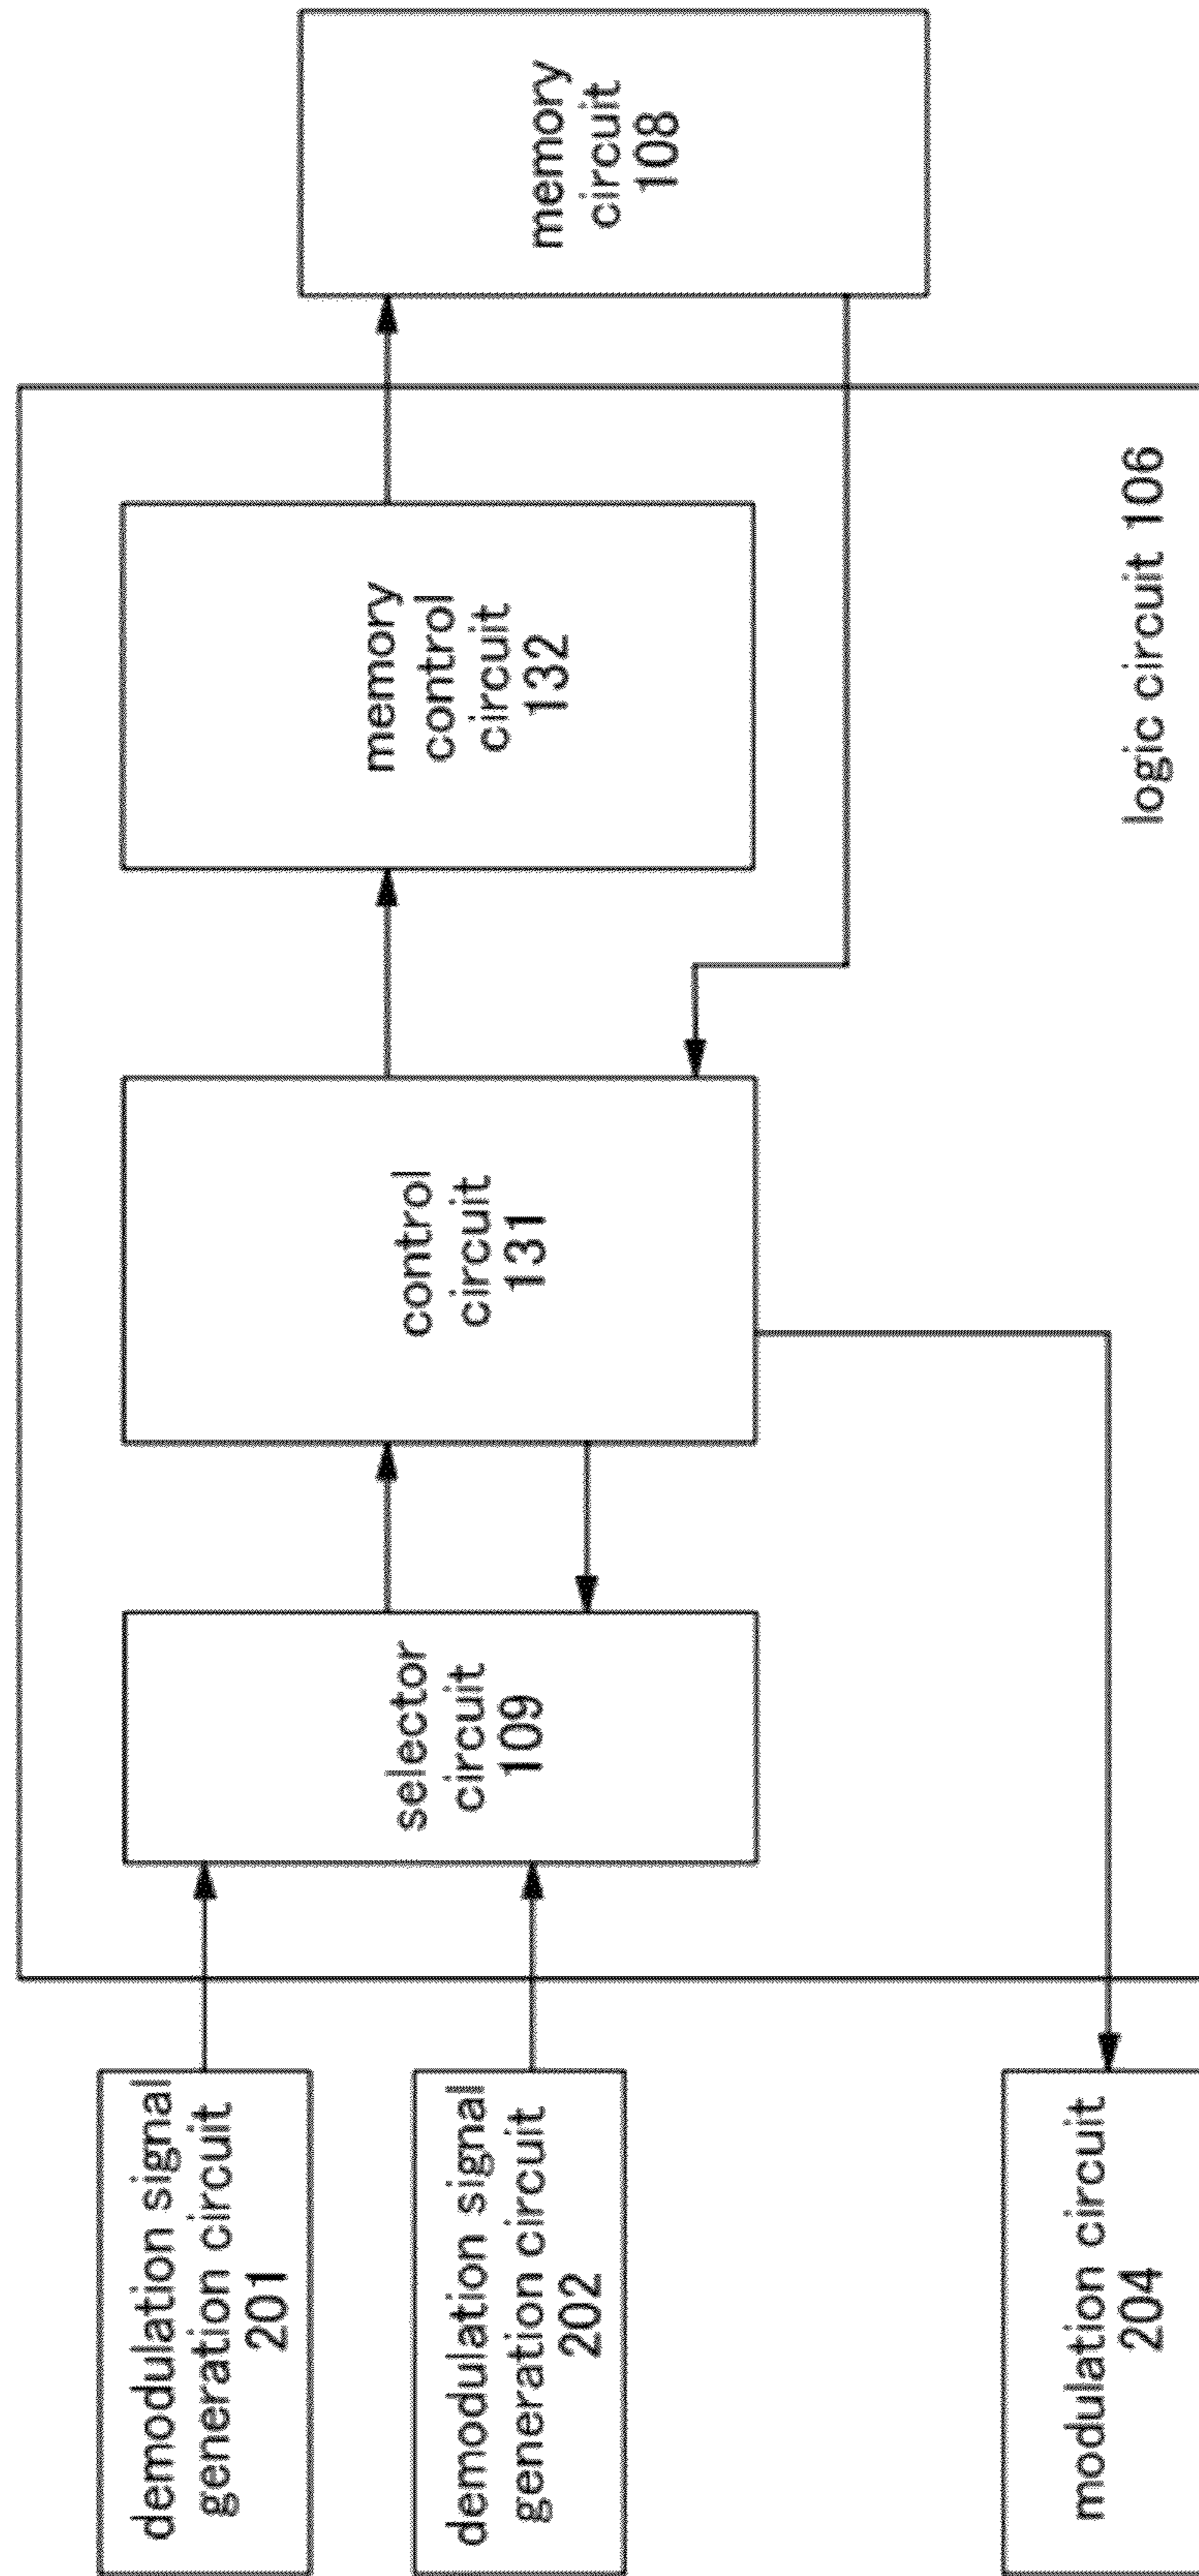 demodulation signal
generation circuit
201
demodulation signal
generation circuit
202
modulation circuit
204
selector
circuit
109
control
circuit
131
memory
control
circuit
132
logic circuit 106
memory
circuit
108